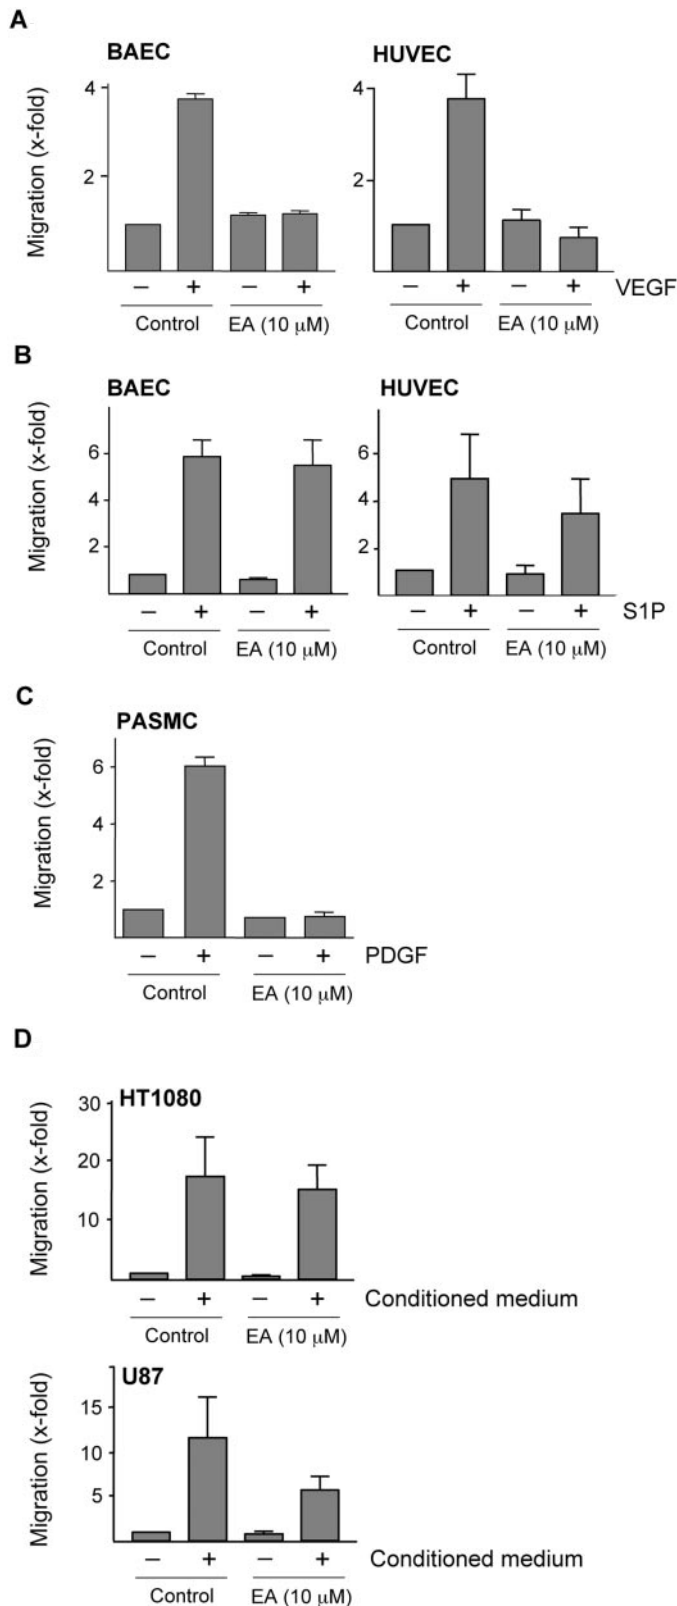 A
BAEC
HUVEC
Migration (x-fold)
4
2
4
2
– + – +
– + – +
VEGF
Control
EA (10 μM)
Control
EA (10 μM)
B
BAEC
HUVEC
Migration (x-fold)
6
4
2
6
4
2
– + – +
– + – +
S1P
Control
EA (10 μM)
Control
EA (10 μM)
C
PASMC
Migration (x-fold)
6
4
2
– + – +
PDGF
Control
EA (10 μM)
D
HT1080
Migration (x-fold)
30
20
10
– + – +
Conditioned medium
Control
EA (10 μM)
U87
Migration (x-fold)
15
10
5
– + – +
Conditioned medium
Control
EA (10 μM)